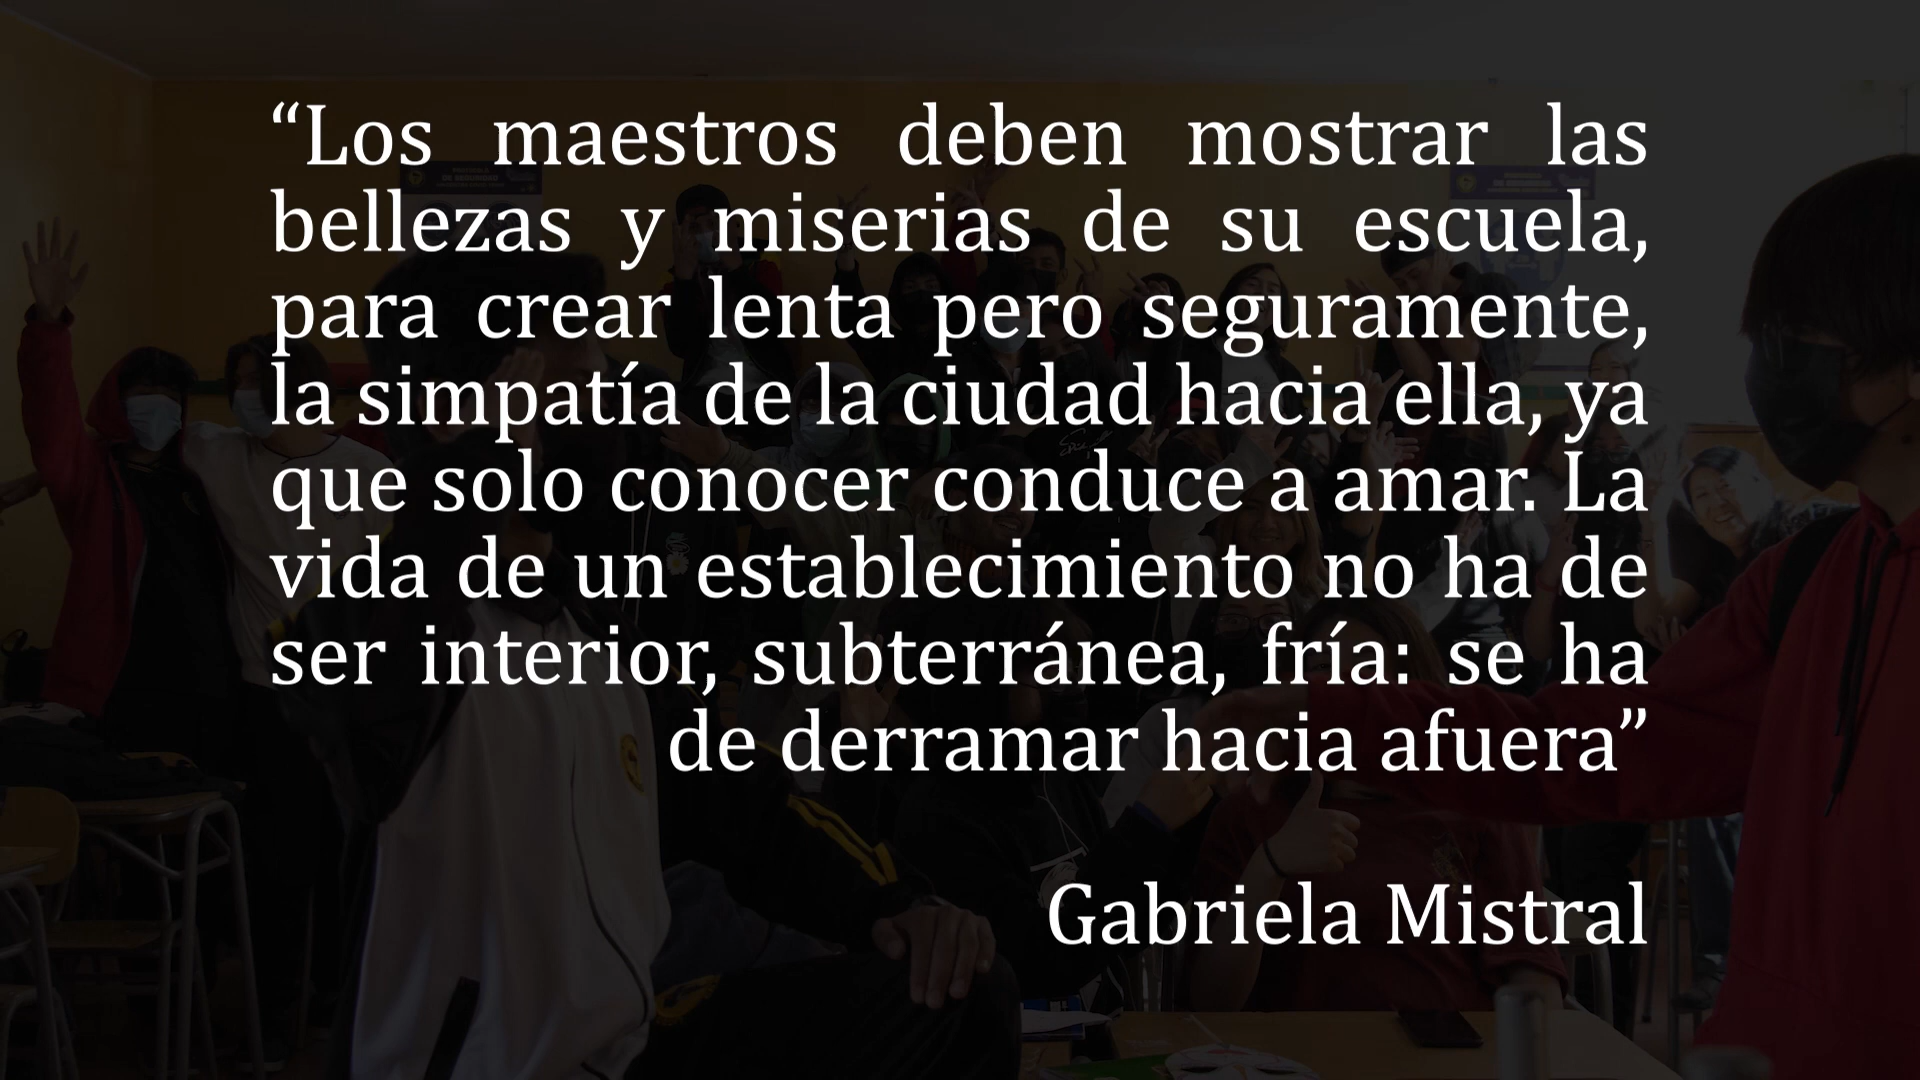 “Los maestros deben mostrar las
bellezas y miserias de su escuela,
para crear lenta pero seguramente,
la simpatía de la ciudad hacia ella, ya
que solo conocer conduce a amar. La
vida de un establecimiento no ha de
ser interior, subterránea, fría: se ha
de derramar hacia afuera”
Gabriela Mistral